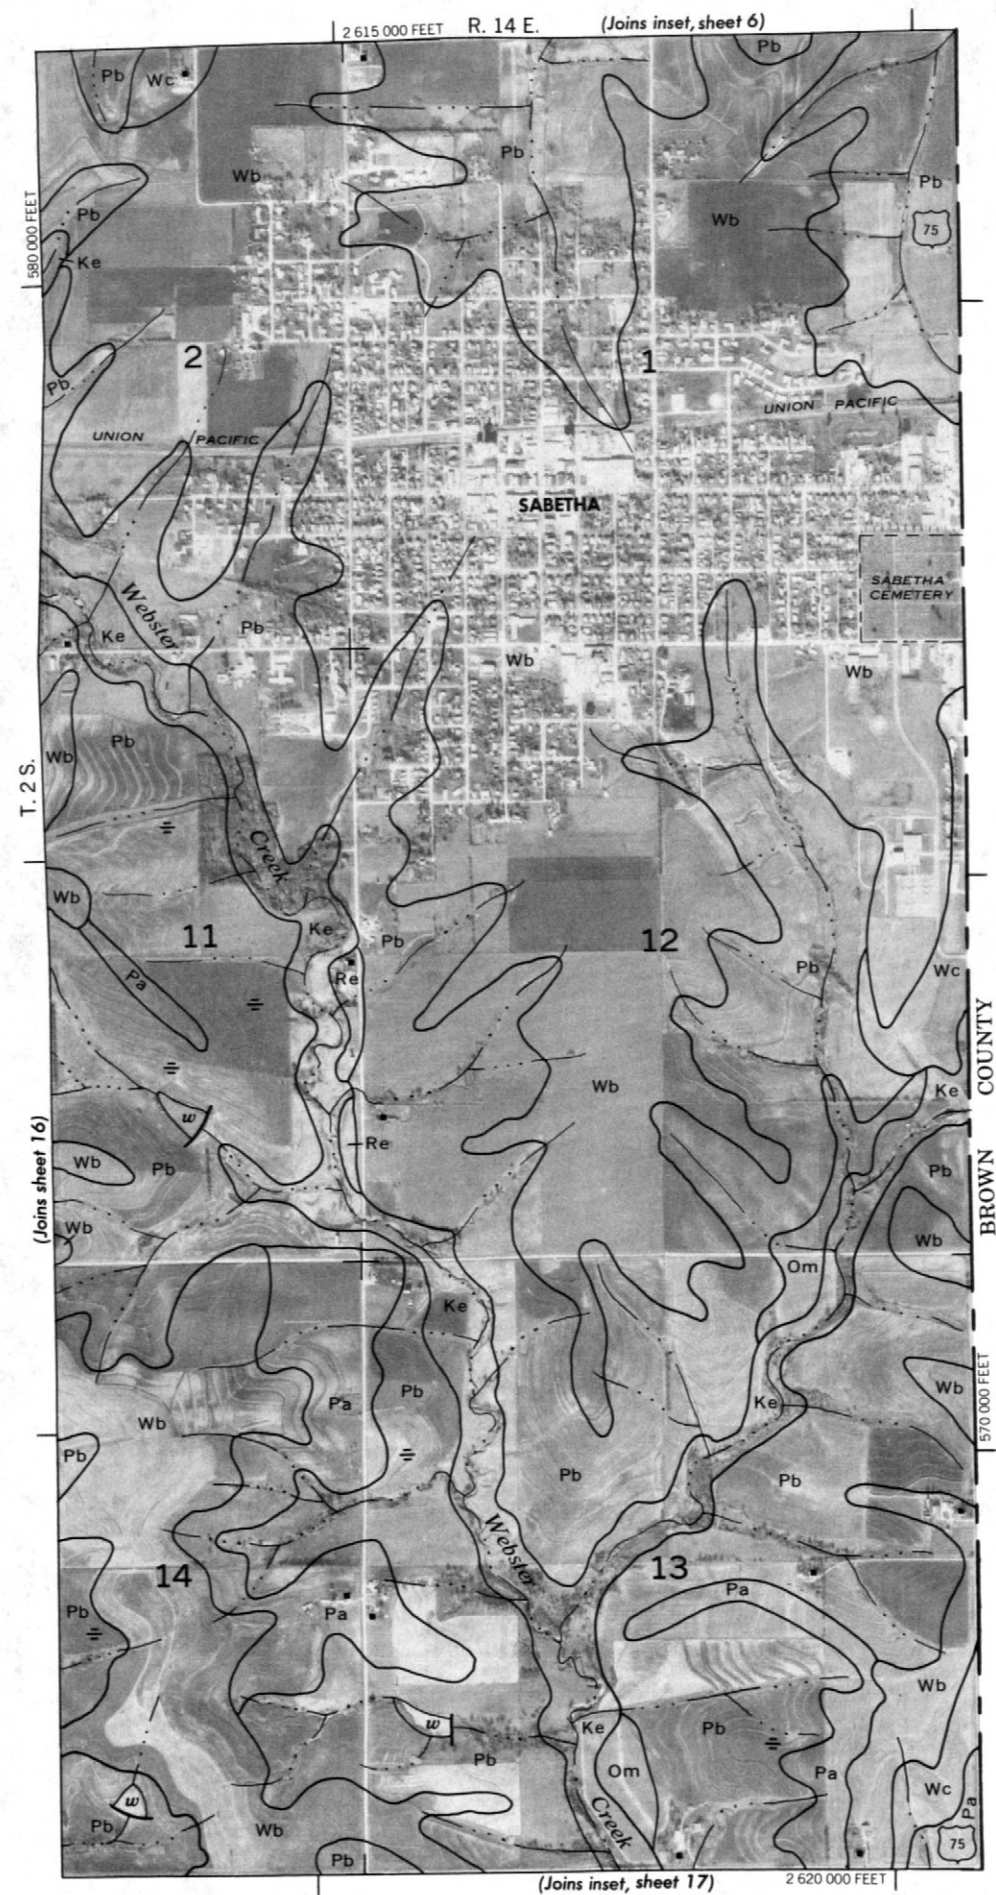 2 615 000 FEET
R. 14 E.
(Joins inset, sheet 6)
Pb
Pb
Wc
Pb
Wb
Pb
Pb
Wb
75
580 000 FEET
Ke
2
1
Pb
UNION PACIFIC
UNION PACIFIC
SABETHA
SABETHA
CEMETERY
Webster
Ke
Pb
Wb
Wb
Pb
Wb
T. 2 S.
Creek
Wb
11
Ke
Pb
12
Pb
Wc
Pa
Re
Wb
Ke
COUNTY
w
Re
(Joins sheet 16)
Wb
Pb
Pb
BROWN
Wb
Wb
Om
Ke
570 000 FEET
Pb
Pa
Wb
Ke
Wb
Pb
Pb
Pb
Webster
14
13
Pa
Pb
Pa
Wb
w
Ke
Pb
Pb
Om
Pa
Wc
Pa
w
Pb
Wb
Creek
75
Pb
(Joins inset, sheet 17)
2 620 000 FEET